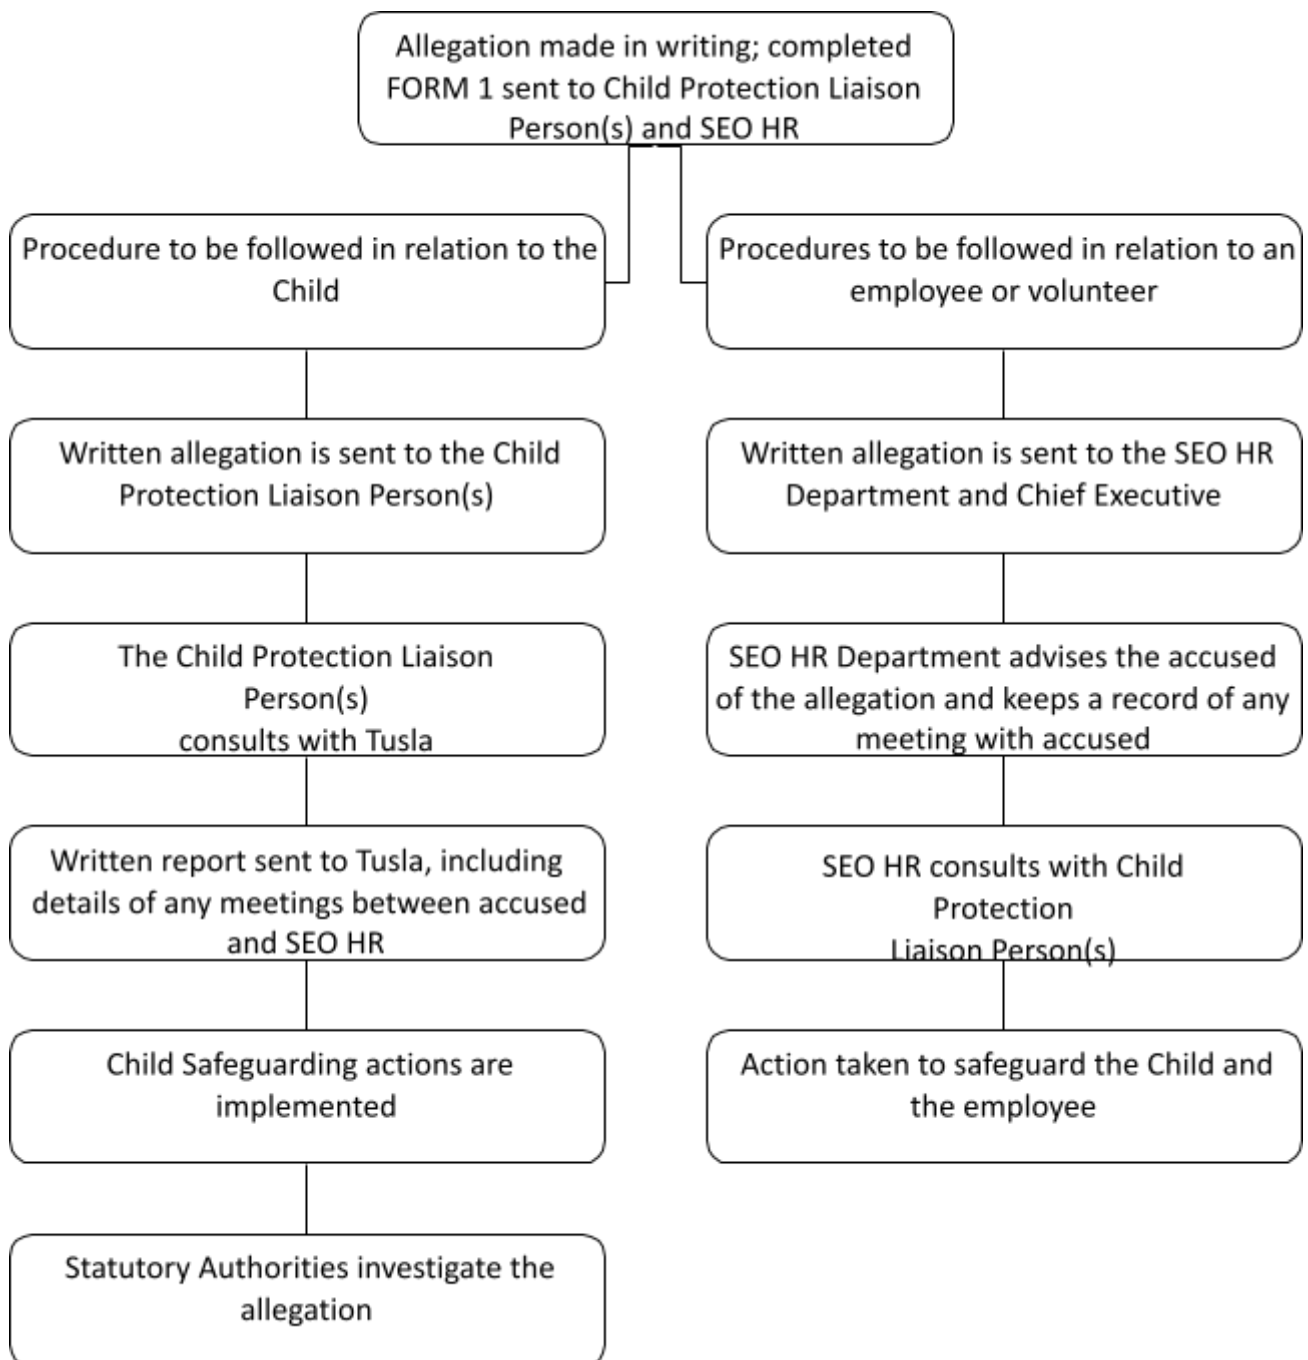 Allegation made in writing; completed
FORM 1 sent to Child Protection Liaison
Person(s) and SEO HR
Procedure to be followed in relation to the
Child
Written allegation is sent to the Child
Protection Liaison Person(s)
The Child Protection Liaison
Person(s)
consults with Tusla
Written report sent to Tusla, including
details of any meetings between accused
and SEO HR
Child Safeguarding actions are
implemented
Statutory Authorities investigate the
allegation
Procedures to be followed in relation to an
employee or volunteer
Written allegation is sent to the SEO HR
Department and Chief Executive
SEO HR Department advises the accused
of the allegation and keeps a record of any
meeting with accused
SEO HR consults with Child
Protection
Liaison Person(s)
Action taken to safeguard the Child and
the employee